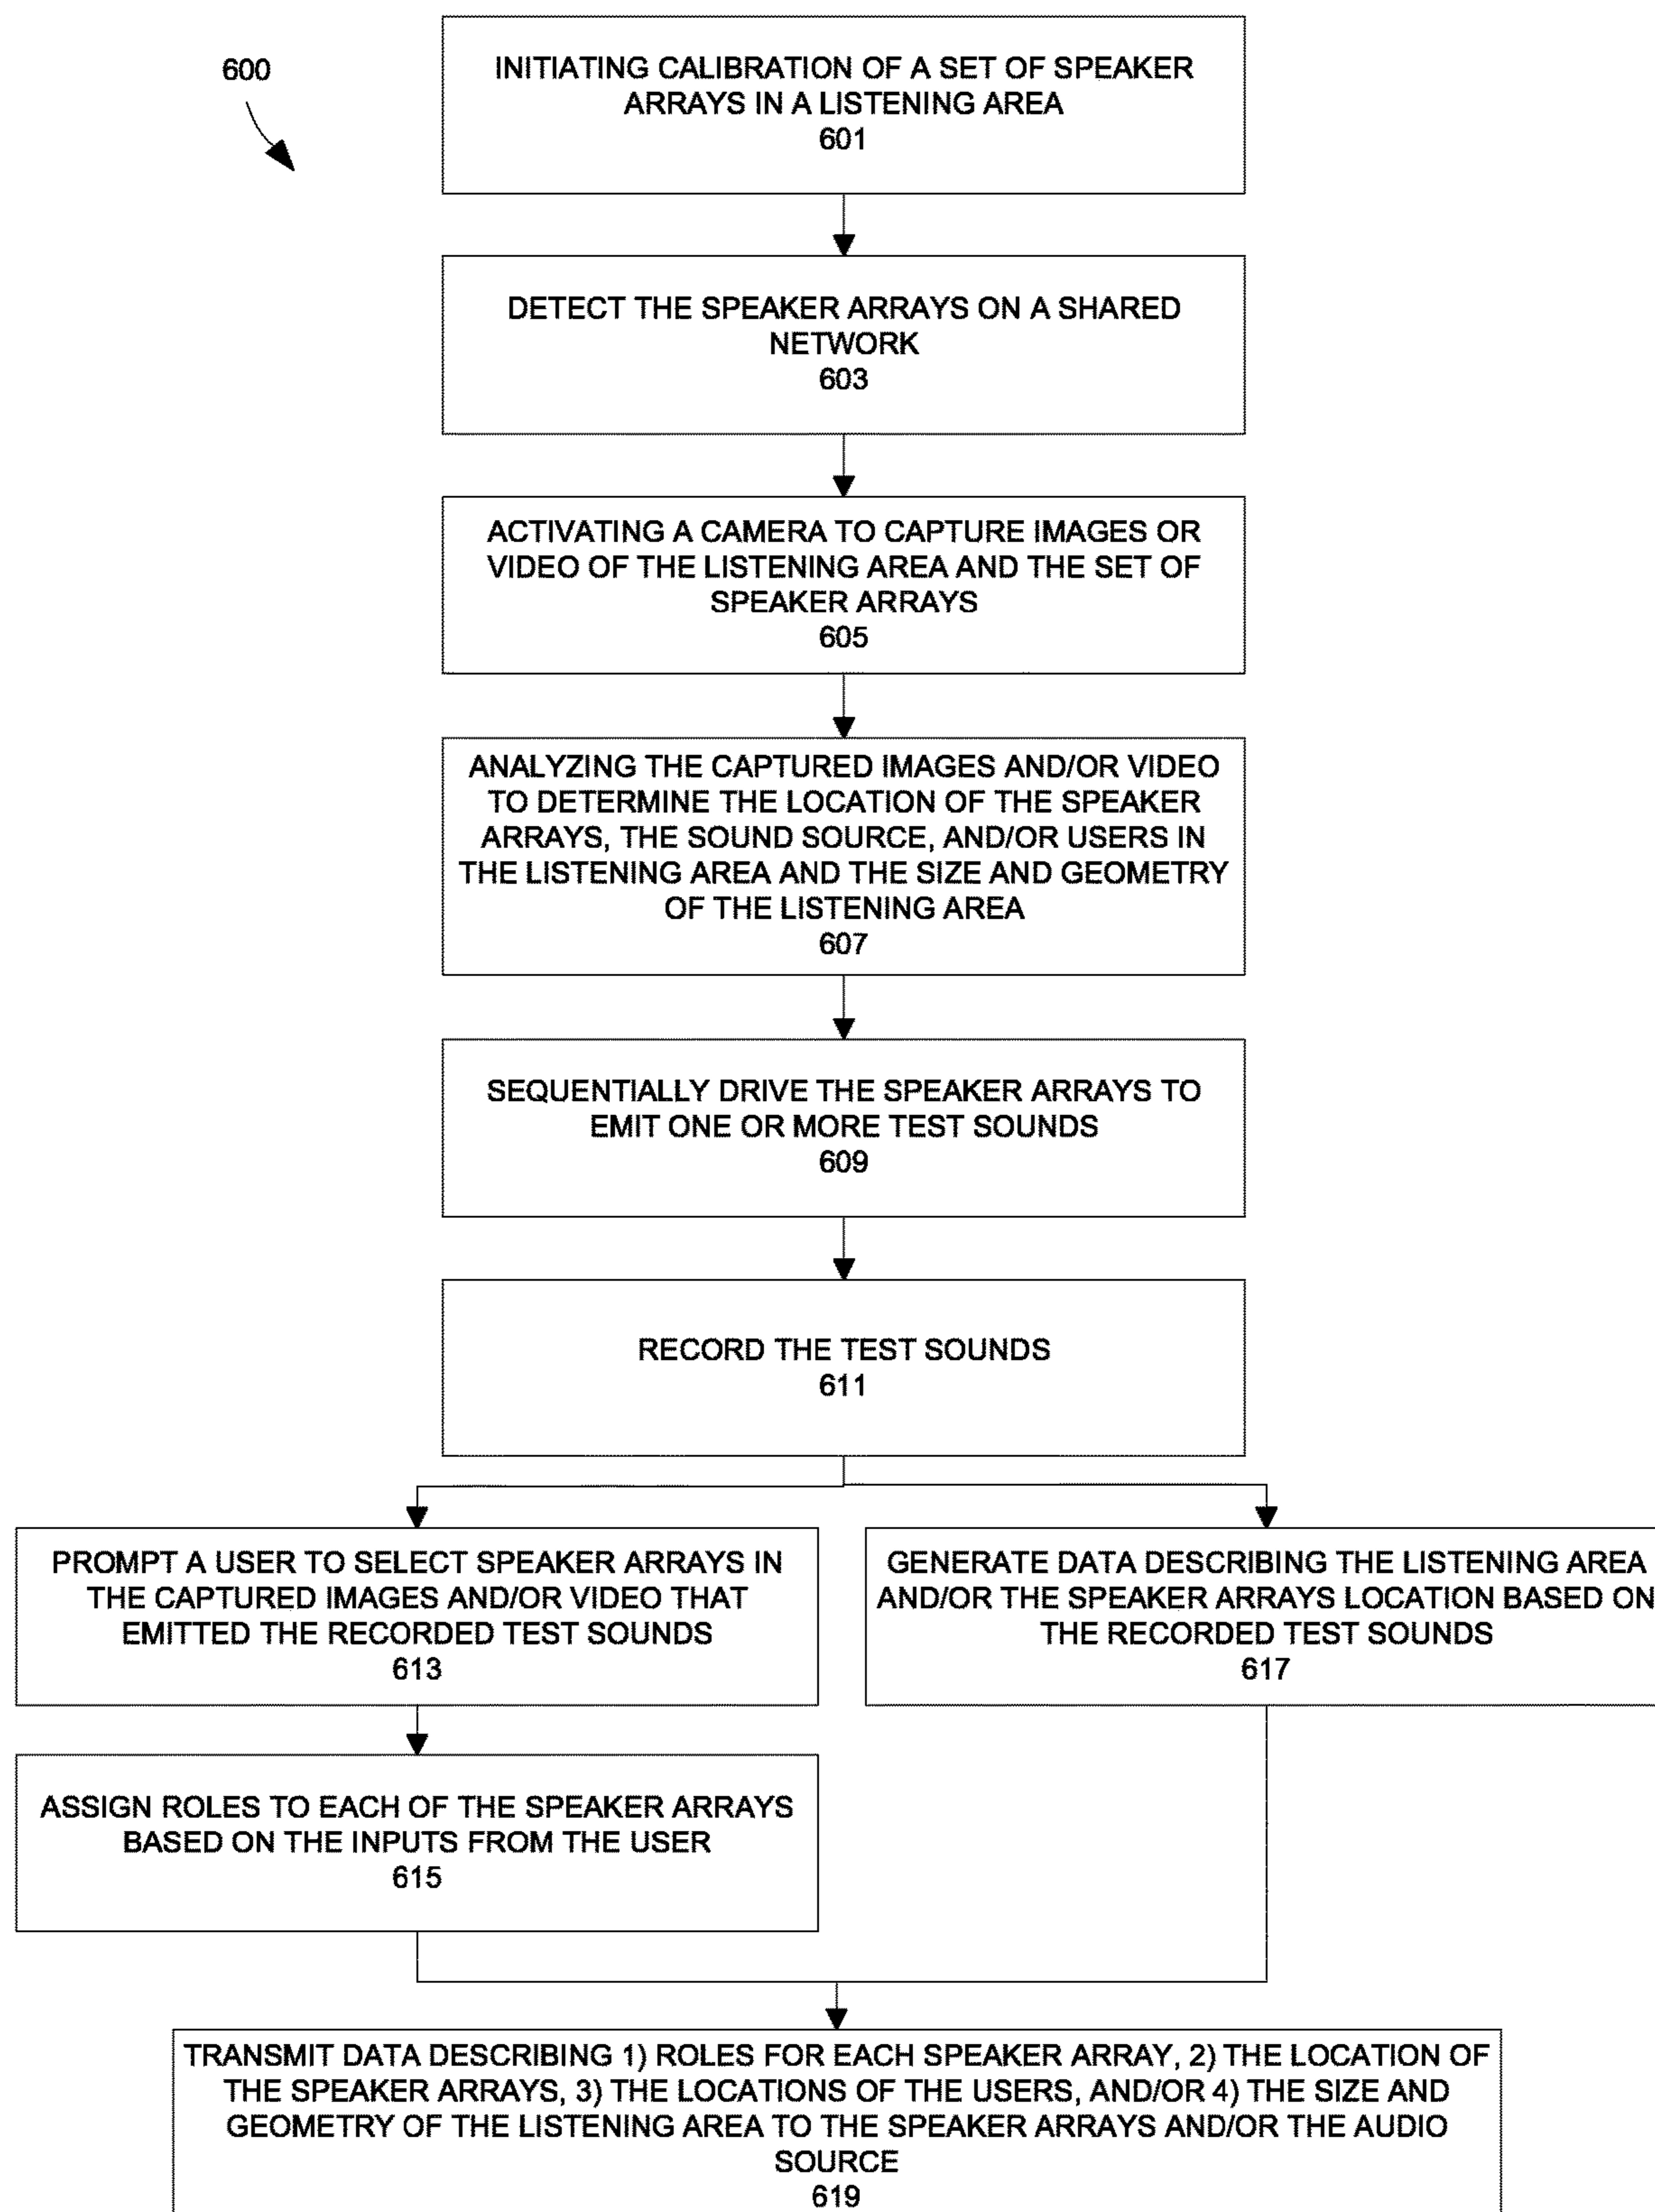 600
INITIATING CALIBRATION OF A SET OF SPEAKER
ARRAYS IN A LISTENING AREA
601
DETECT THE SPEAKER ARRAYS ON A SHARED
NETWORK
603
ACTIVATING A CAMERA TO CAPTURE IMAGES OR
VIDEO OF THE LISTENING AREA AND THE SET OF
SPEAKER ARRAYS
605
ANALYZING THE CAPTURED IMAGES AND/OR VIDEO
TO DETERMINE THE LOCATION OF THE SPEAKER
ARRAYS, THE SOUND SOURCE, AND/OR USERS IN
THE LISTENING AREA AND THE SIZE AND GEOMETRY
OF THE LISTENING AREA
607
SEQUENTIALLY DRIVE THE SPEAKER ARRAYS TO
EMIT ONE OR MORE TEST SOUNDS
609
RECORD THE TEST SOUNDS
611
PROMPT A USER TO SELECT SPEAKER ARRAYS IN
THE CAPTURED IMAGES AND/OR VIDEO THAT
EMITTED THE RECORDED TEST SOUNDS
613
GENERATE DATA DESCRIBING THE LISTENING AREA
AND/OR THE SPEAKER ARRAYS LOCATION BASED ON
THE RECORDED TEST SOUNDS
617
ASSIGN ROLES TO EACH OF THE SPEAKER ARRAYS
BASED ON THE INPUTS FROM THE USER
615
TRANSMIT DATA DESCRIBING 1) ROLES FOR EACH SPEAKER ARRAY, 2) THE LOCATION OF
THE SPEAKER ARRAYS, 3) THE LOCATIONS OF THE USERS, AND/OR 4) THE SIZE AND
GEOMETRY OF THE LISTENING AREA TO THE SPEAKER ARRAYS AND/OR THE AUDIO
SOURCE
619